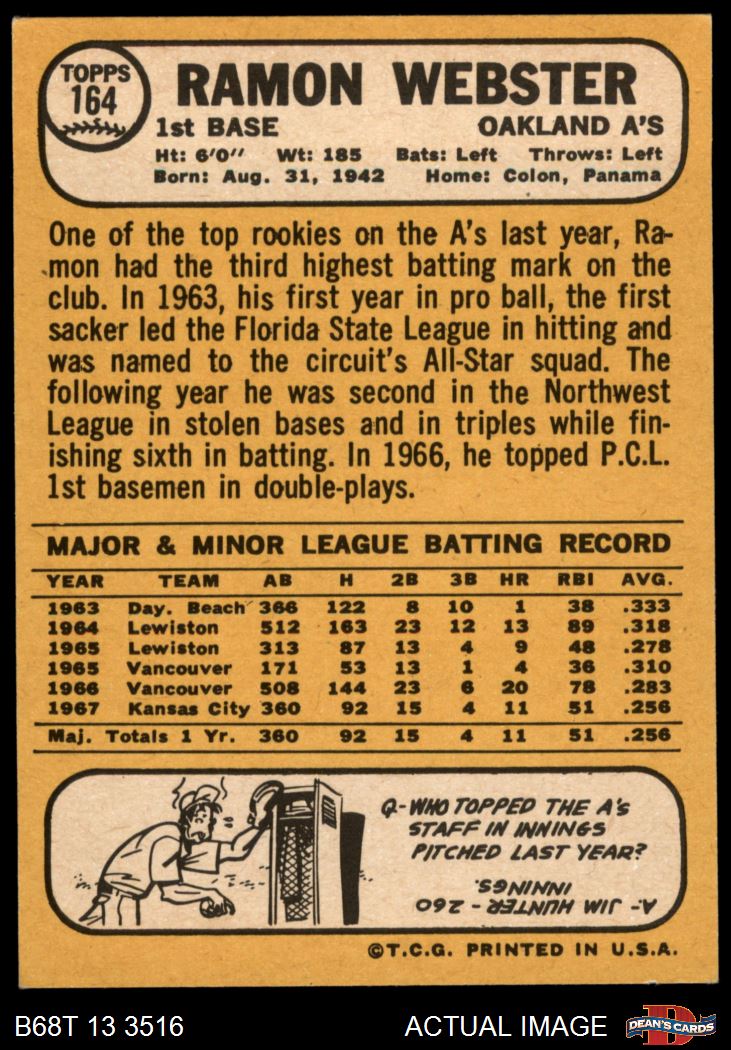 TOPPS
164
RAMON WEBSTER
1st BASE OAKLAND A'S
Ht: 6'0" Wt: 185 Bats: Left Throws: Left
Born: Aug. 31, 1942 Home: Colon, Panama
One of the top rookies on the A's last year, Ra-
mon had the third highest batting mark on the
club. In 1963, his first year in pro ball, the first
sacker led the Florida State League in hitting and
was named to the circuit's All-Star squad. The
following year he was second in the Northwest
League in stolen bases and in triples while fin-
ishing sixth in batting. In 1966, he topped P.C.L.
1st basemen in double-plays.
MAJOR & MINOR LEAGUE BATTING RECORD
YEAR TEAM AB H 2B 3B HR RBI AVG.
1963 Day. Beach 366 122 8 10 1 38 .333
1964 Lewiston 512 163 23 12 13 89 .318
1965 Lewiston 313 87 13 4 9 48 .278
1965 Vancouver 171 53 13 1 4 36 .310
1966 Vancouver 508 144 23 6 20 78 .283
1967 Kansas City 360 92 15 4 11 51 .256
Maj. Totals 1 Yr. 360 92 15 4 11 51 .256
Q-WHO TOPPED THE A's
STAFF IN INNINGS
PITCHED LAST YEAR?
A- JIM HUNTER - 260
INNINGS.
©T.C.G. PRINTED IN U.S.A.
B68T 13 3516 ACTUAL IMAGE
D
DEAN'S CARDS